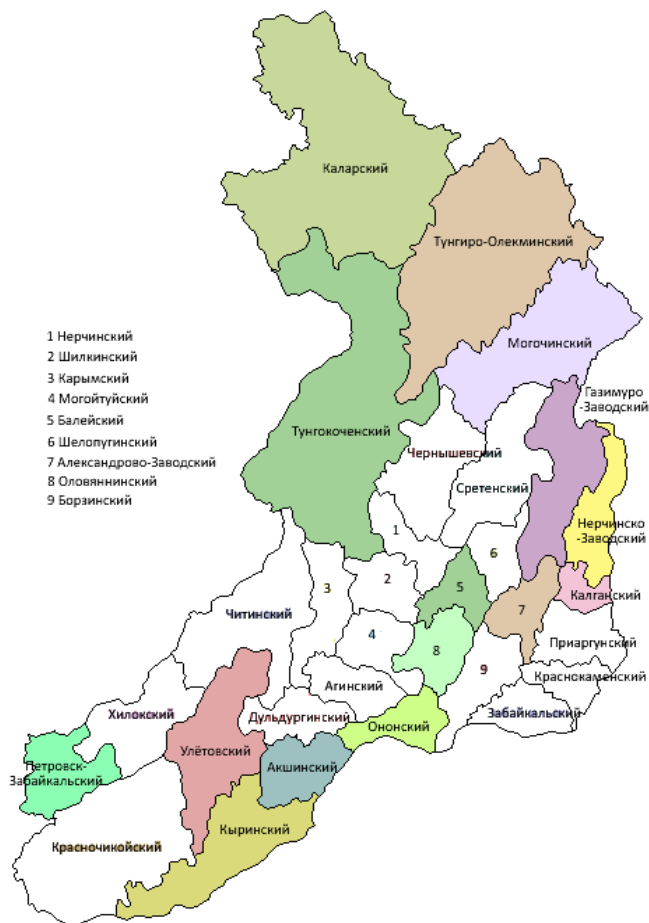 Каларский
Тунгиро-Олекминский
Могочинский
1 Нерчинский
2 Шилкинский
3 Карымский
4 Могойтуйский
5 Балейский
6 Шелопугинский
7 Александрово-Заводский
8 Оловяннинский
9 Борзинский
Газимуро
-Заводский
Тунгокоченский
Чернышевский
Сретенский
Нерчинско
-Заводский
1
6
2
3
5
Калганский
7
Читинский
4
8
Приаргунский
9
Краснокаменский
Агинский
Хилокский
Дульдургинский
Забайкальский
Ононский
Улётовский
Петровск-
Забайкальский
Акшинский
Кыринский
Красночикойский